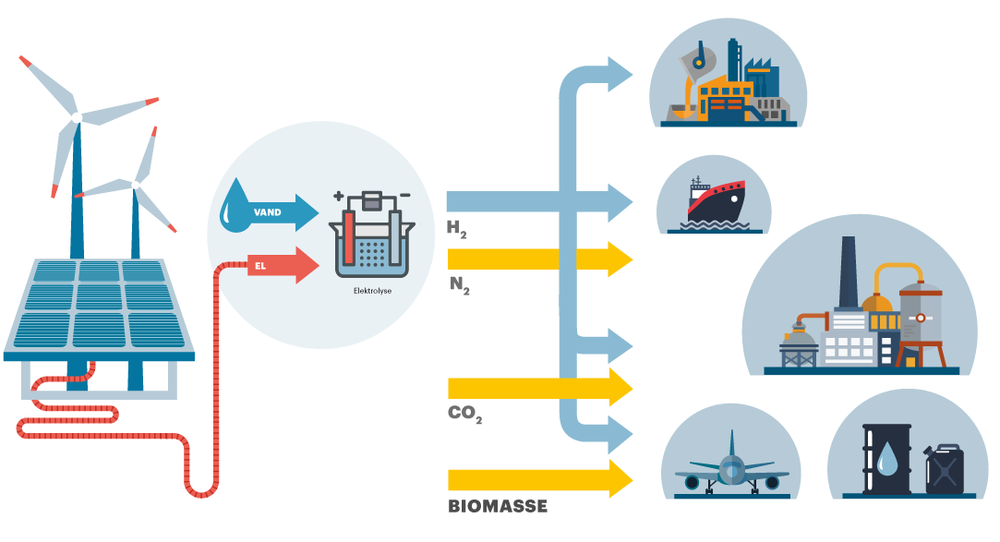 VAND
EL
+ −
Elektrolyse
H₂
N₂
CO₂
BIOMASSE